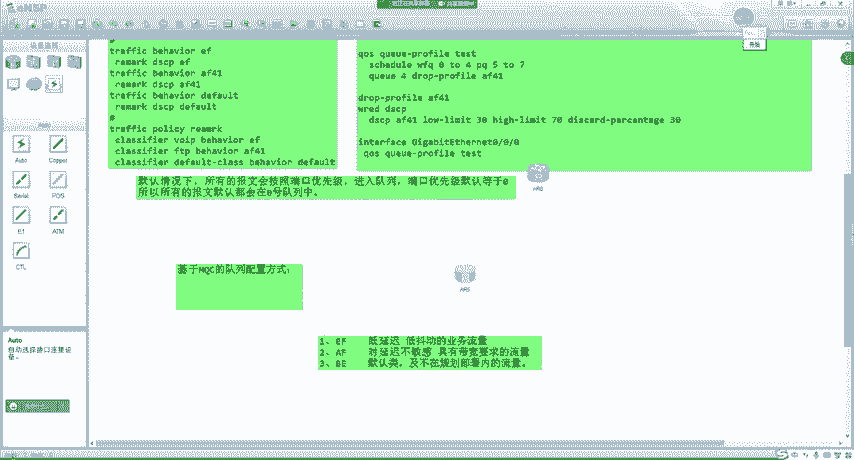 eNSP
#
traffic behavior ef
remark dscp ef
traffic behavior af41
remark dscp af41
traffic behavior default
remark dscp default
#
traffic policy remark
classifier voip behavior ef
classifier ftp behavior af41
classifier default-class behavior default
qos queue-profile test
schedule wfq 0 to 4 pq 5 to 7
queue 4 drop-profile af41
drop-profile af41
wred dscp
dscp af41 low-limit 30 high-limit 70 discard-percentage 30
interface GigabitEthernet0/0/0
qos queue-profile test
默认情况下，所有的报文会按照端口优先级，进入队列，端口优先级默认等于0
所以所有的报文默认都会在0号队列中。
基于MQC的队列配置方式：
1、EF 低延迟 低抖动的业务流量
2、AF 对延迟不敏感 具有带宽要求的流量
3、BE 默认类，及不在规划部署内的流量。
Auto
Copper
Serial
POS
E1
ATM
CTL
Auto
自动选择接口连接设备。